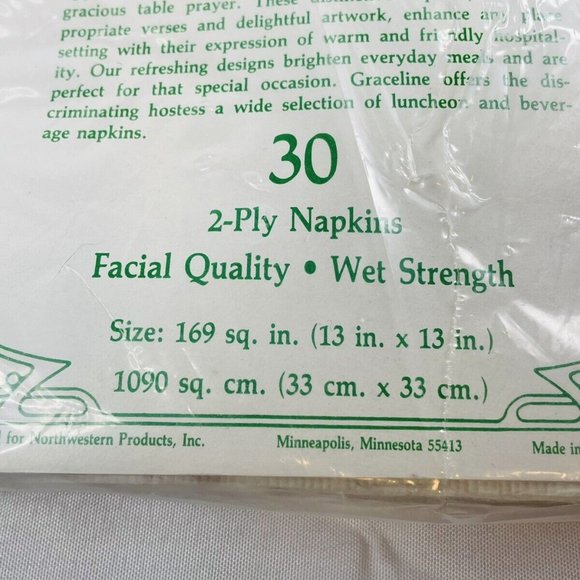 gracious table prayer. These
propriate verses and delightful artwork, enhance any place
setting with their expression of warm and friendly hospital-
ity. Our refreshing designs brighten everyday meals and are
perfect for that special occasion. Graceline offers the dis-
criminating hostess a wide selection of luncheon and bever-
age napkins.
30
2-Ply Napkins
Facial Quality • Wet Strength
Size: 169 sq. in. (13 in. x 13 in.)
1090 sq. cm. (33 cm. x 33 cm.)
for Northwestern Products, Inc. Minneapolis, Minnesota 55413 Made in